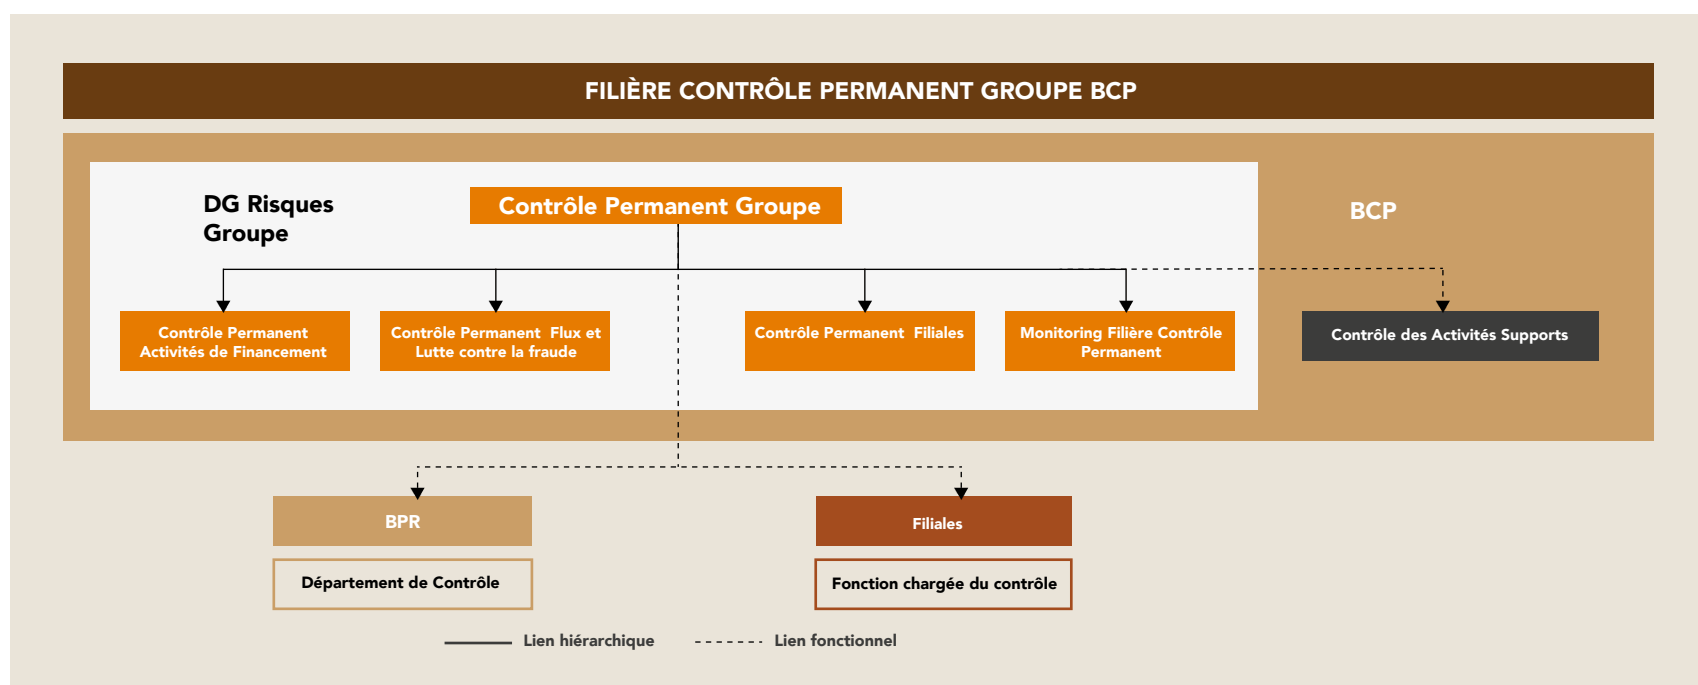 FILIÈRE CONTRÔLE PERMANENT GROUPE BCP
DG Risques
Groupe
Contrôle Permanent Groupe
BCP
Contrôle Permanent
Activités de Financement
Contrôle Permanent Flux et
Lutte contre la fraude
Contrôle Permanent Filiales
Monitoring Filière Contrôle
Permanent
Contrôle des Activités Supports
BPR
Filiales
Département de Contrôle
Fonction chargée du contrôle
Lien hiérarchique
Lien fonctionnel